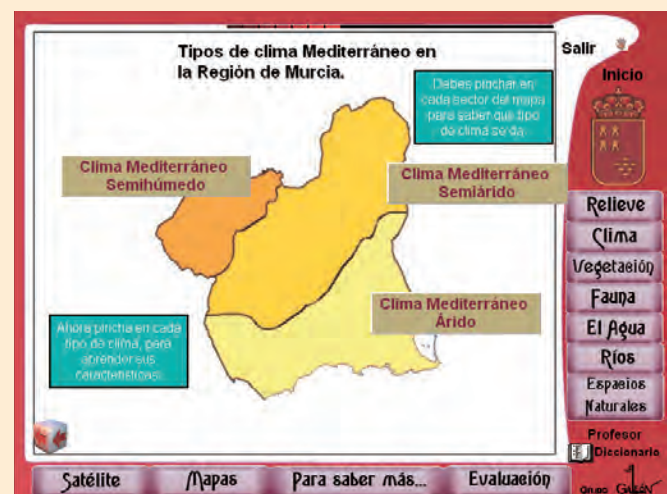 Tipos de clima Mediterráneo en
la Región de Murcia.
Debes pinchar en
cada sector del mapa
para saber que tipo
de clima se da.
Clima Mediterráneo
Semihúmedo
Clima Mediterráneo
Semiárido
Clima Mediterráneo
Árido
Ahora pincha en cada
tipo de clima, para
aprender sus
características.
Salir
Inicio
Relieve
Clima
Vegetación
Fauna
El Agua
Ríos
Espacios
Naturales
Profesor
Diccionario
Grupo
Satélite
Mapas
Para saber más...
Evaluación